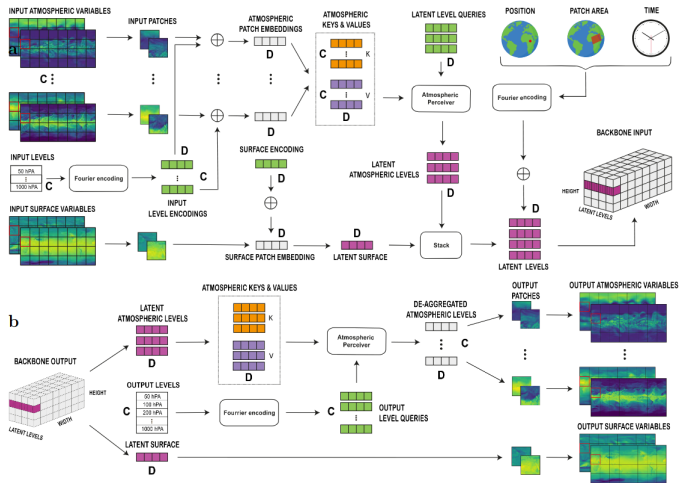 a
INPUT ATMOSPHERIC VARIABLES
INPUT PATCHES
ATMOSPHERIC
PATCH EMBEDDINGS
D
C
ATMOSPHERIC
KEYS & VALUES
C
K
C
V
D
LATENT LEVEL QUERIES
D
Atmospheric
Perceiver
POSITION
PATCH AREA
TIME
Fourier encoding
D
INPUT LEVELS
50 hPA
1000 hPA
C
Fourier encoding
D
C
INPUT
LEVEL ENCODINGS
SURFACE ENCODING
D
LATENT
ATMOSPHERIC LEVELS
D
D
BACKBONE INPUT
HEIGHT
LATENT LEVELS
WIDTH
INPUT SURFACE VARIABLES
D
SURFACE PATCH EMBEDDING
D
LATENT SURFACE
Stack
D
LATENT LEVELS
b
BACKBONE OUTPUT
HEIGHT
LATENT LEVELS
WIDTH
LATENT
ATMOSPHERIC LEVELS
D
ATMOSPHERIC KEYS & VALUES
K
V
D
Atmospheric
Perceiver
DE-AGGREGATED
ATMOSPHERIC LEVELS
C
D
OUTPUT
PATCHES
OUTPUT ATMOSPHERIC VARIABLES
OUTPUT LEVELS
C
50 hPA
100 hPA
200 hPA
1000 hPA
Fourrier encoding
C
OUTPUT
LEVEL QUERIES
D
LATENT SURFACE
D
OUTPUT SURFACE VARIABLES